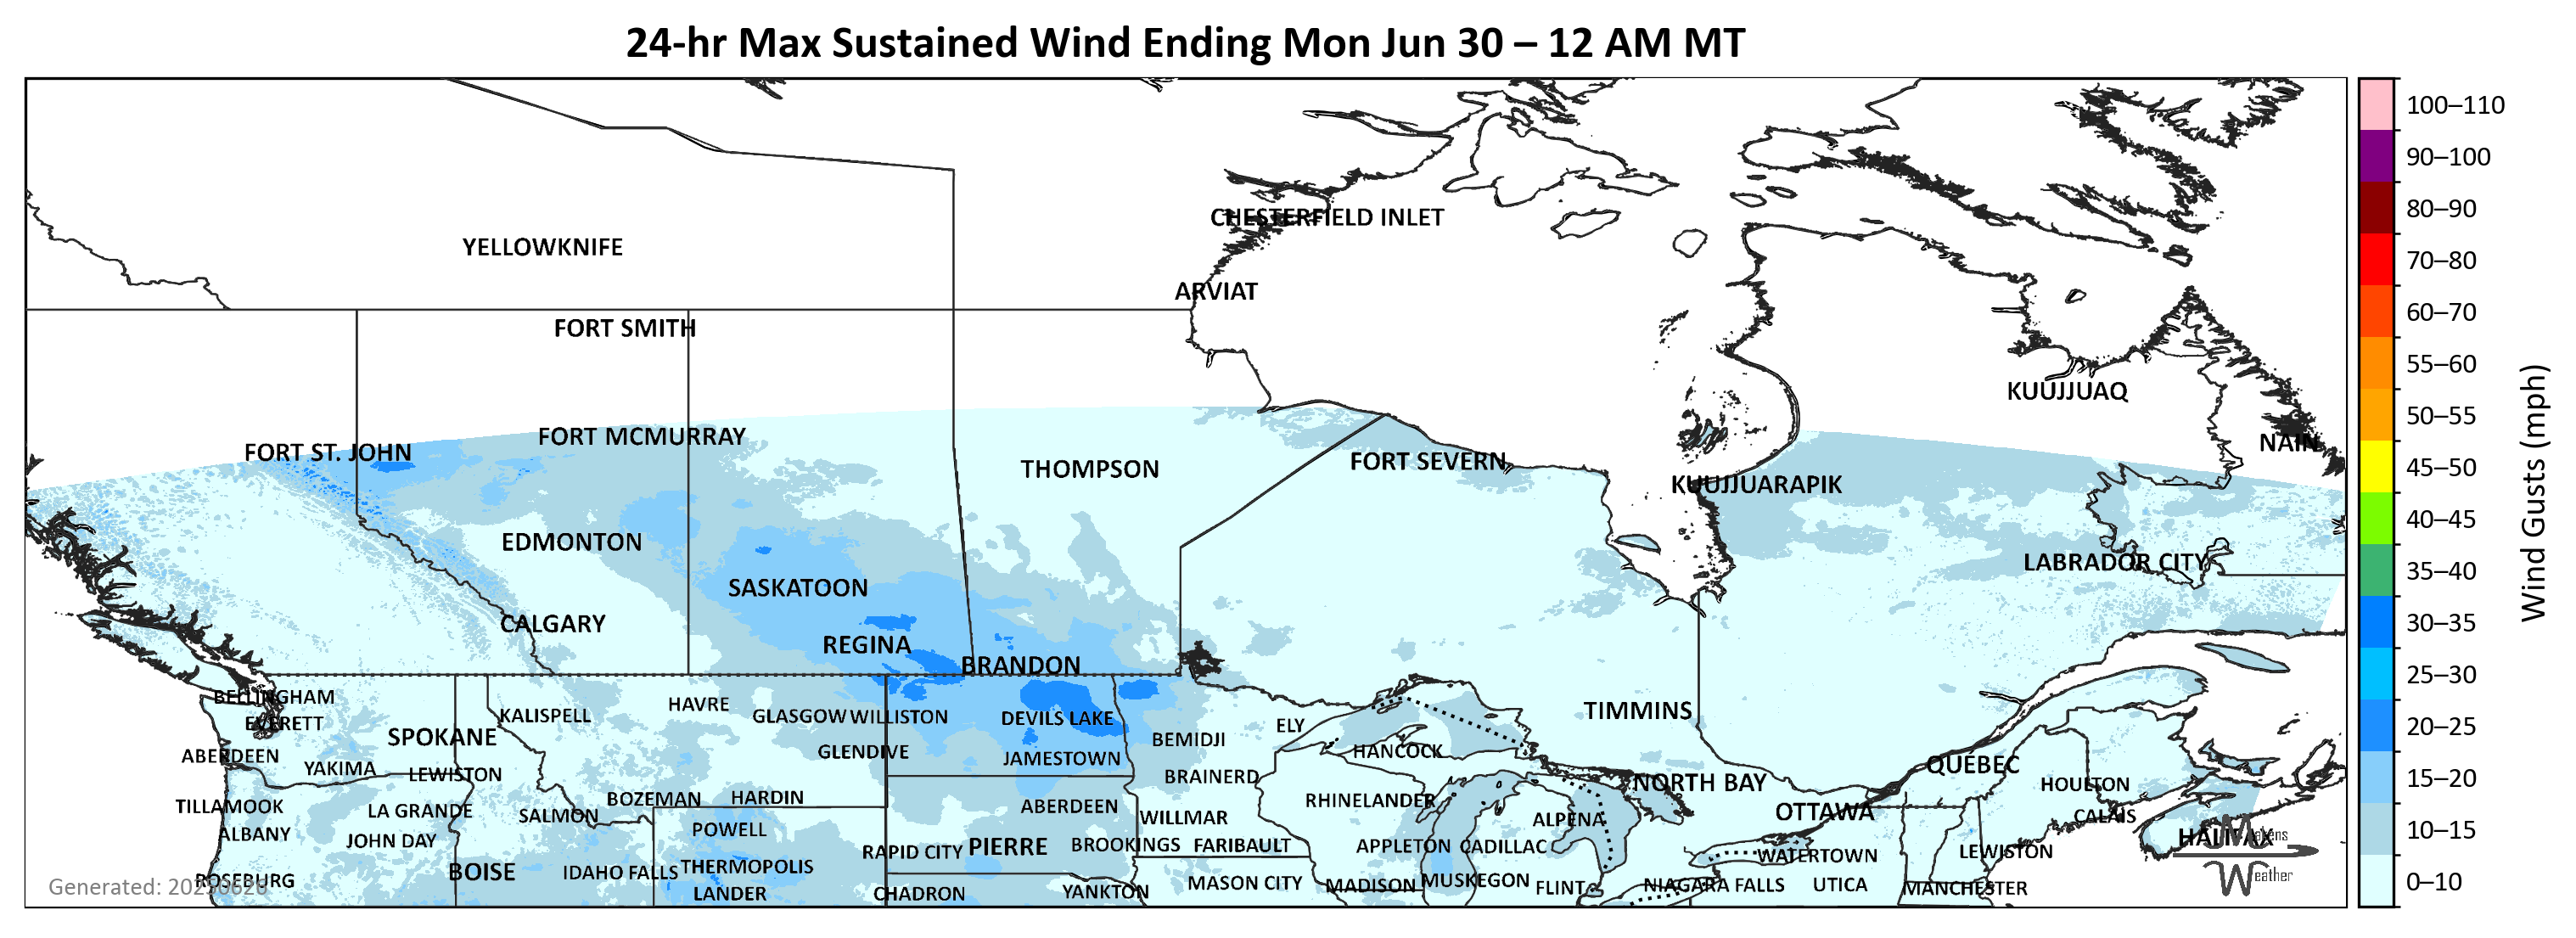 24-hr Max Sustained Wind Ending Mon Jun 30 – 12 AM MT
100–110
90–100
80–90
70–80
60–70
55–60
50–55
45–50
40–45
35–40
30–35
25–30
20–25
15–20
10–15
0–10
Wind Gusts (mph)
CHESTERFIELD INLET
YELLOWKNIFE
ARVIAT
FORT SMITH
KUUJJUAQ
FORT MCMURRAY
NAIN
FORT ST. JOHN
FORT SEVERN
THOMPSON
KUUJJUARAPIK
EDMONTON
LABRADOR CITY
SASKATOON
CALGARY
REGINA
BRANDON
BELLINGHAM
HAVRE
TIMMINS
KALISPELL
GLASGOW
WILLISTON
DEVILS LAKE
EVERETT
ELY
SPOKANE
BEMIDJI
HANCOCK
GLENDIVE
ABERDEEN
JAMESTOWN
QUÉBEC
YAKIMA
LEWISTON
BRAINERD
NORTH BAY
HOULTON
BOZEMAN
HARDIN
RHINELANDER
TILLAMOOK
ABERDEEN
LA GRANDE
OTTAWA
SALMON
CALAIS
WILLMAR
ALPENA
POWELL
ALBANY
HALIFAX
JOHN DAY
BROOKINGS
FARIBAULT
APPLETON
CADILLAC
PIERRE
RAPID CITY
LEWISTON
WATERTOWN
THERMOPOLIS
BOISE
IDAHO FALLS
ROSEBURG
MUSKEGON
MASON CITY
MADISON
NIAGARA FALLS
UTICA
FLINT
MANCHESTER
YANKTON
LANDER
CHADRON
Makens
Weather
Generated: 20250628